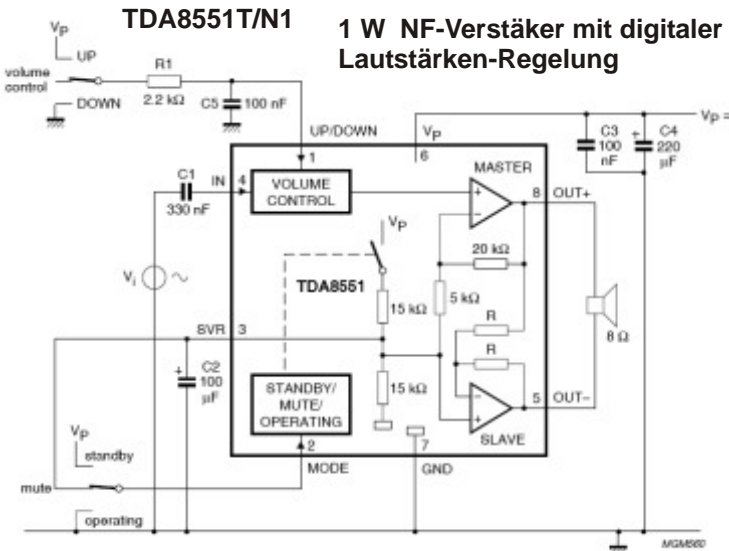 TDA8551T/N1
1 W NF-Verstäker mit digitaler
Lautstärken-Regelung
VP
UP
volume
control
DOWN
R1
2.2 kΩ
C5
100 nF
UP/DOWN
1
VP
6
C3
100
nF
+
C4
220
µF
VP =
C1
330 nF
IN
4
VOLUME
CONTROL
MASTER
+
−
8
OUT+
VP
20 kΩ
TDA8551
15 kΩ
5 kΩ
R
R
Vi
∼
8 Ω
SVR
3
+
C2
100
µF
STANDBY/
MUTE/
OPERATING
15 kΩ
−
+
5
OUT−
SLAVE
VP
standby
mute
operating
2
MODE
7
GND
MGM560